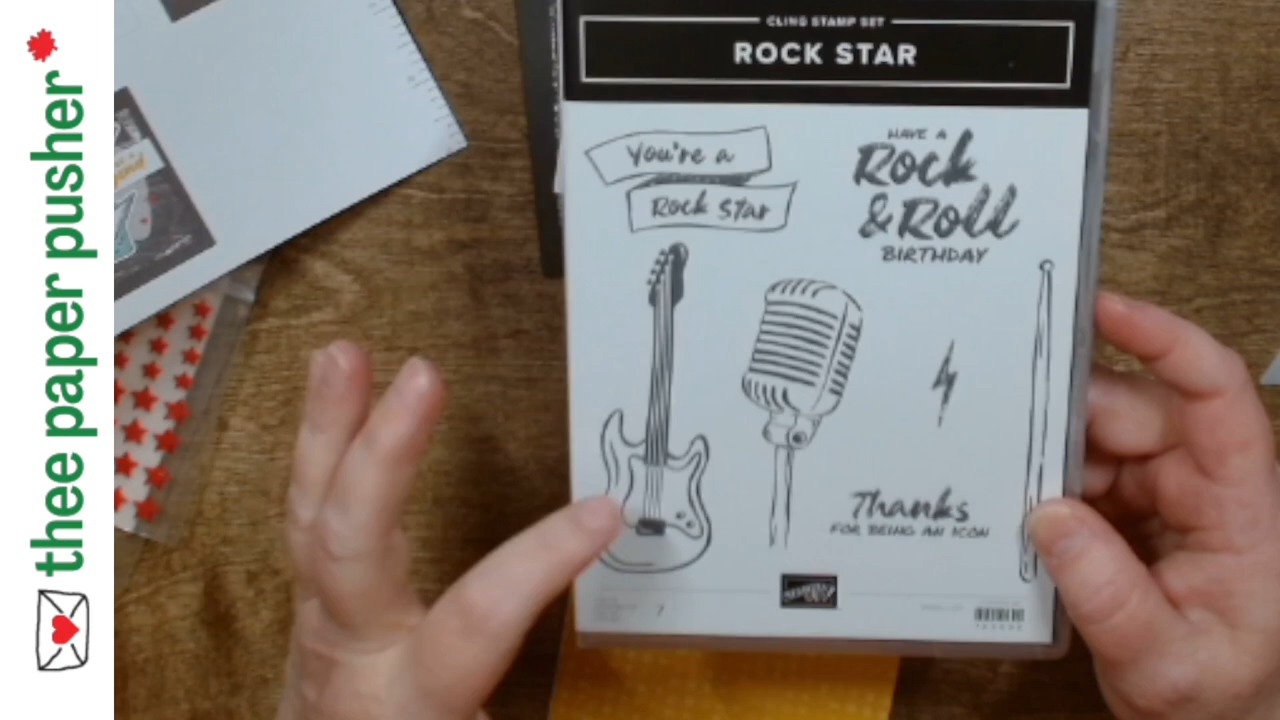 thee paper pusher
CLING STAMP SET
ROCK STAR
You're a
Rock Star
HAVE A
Rock
& Roll
BIRTHDAY
Thanks
FOR BEING AN ICON